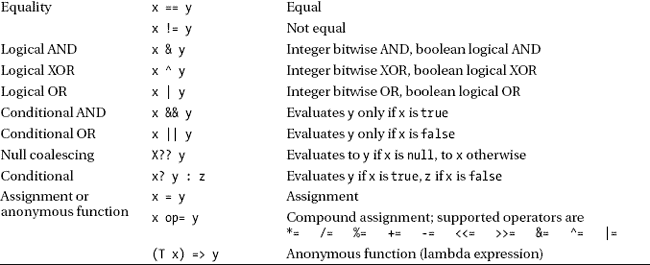 Equality x == y Equal
x != y Not equal
Logical AND x & y Integer bitwise AND, boolean logical AND
Logical XOR x ^ y Integer bitwise XOR, boolean logical XOR
Logical OR x | y Integer bitwise OR, boolean logical OR
Conditional AND x && y Evaluates y only if x is true
Conditional OR x || y Evaluates y only if x is false
Null coalescing X?? y Evaluates to y if x is null, to x otherwise
Conditional x? y : z Evaluates y if x is true, z if x is false
Assignment or x = y Assignment
anonymous function
x op= y Compound assignment; supported operators are
*= /= %= += -= <<= >>= &= ^= |=
(T x) => y Anonymous function (lambda expression)